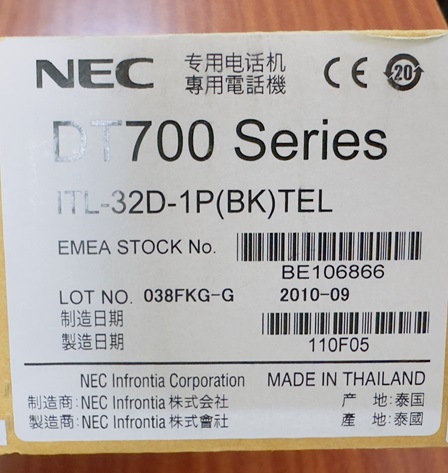 NEC 专用电话机 CE 20
專用電話機
DT700 Series
ITL-32D-1P(BK)TEL
EMEA STOCK No.
BE106866
LOT NO. 038FKG-G 2010-09
制造日期
製造日期 110F05
NEC Infrontia Corporation MADE IN THAILAND
制造商:NEC Infrontia 株式会社 产 地:泰国
製造商:NEC Infrontia 株式會社 產 地:泰國